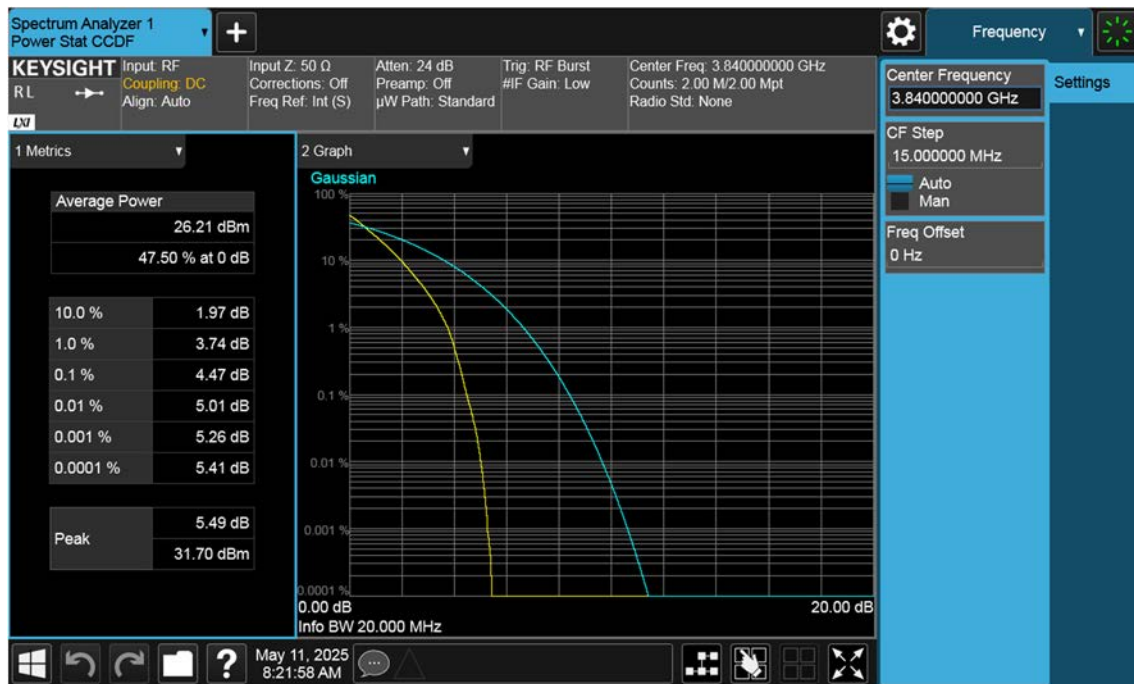 Spectrum Analyzer 1
Power Stat CCDF
Frequency
KEYSIGHT
R L
LXI
Input: RF
Coupling: DC
Align: Auto
Input Z: 50 Ω
Corrections: Off
Freq Ref: Int (S)
Atten: 24 dB
Preamp: Off
µW Path: Standard
Trig: RF Burst
#IF Gain: Low
Center Freq: 3.840000000 GHz
Counts: 2.00 M/2.00 Mpt
Radio Std: None
Center Frequency
3.840000000 GHz
Settings
CF Step
15.000000 MHz
Auto
Man
Freq Offset
0 Hz
1 Metrics
Average Power
26.21 dBm
47.50 % at 0 dB
10.0 % 1.97 dB
1.0 % 3.74 dB
0.1 % 4.47 dB
0.01 % 5.01 dB
0.001 % 5.26 dB
0.0001 % 5.41 dB
Peak
5.49 dB
31.70 dBm
2 Graph
Gaussian
100 %
10 %
1 %
0.1 %
0.01 %
0.001 %
0.0001 %
0.00 dB 20.00 dB
Info BW 20.000 MHz
?
May 11, 2025
8:21:58 AM